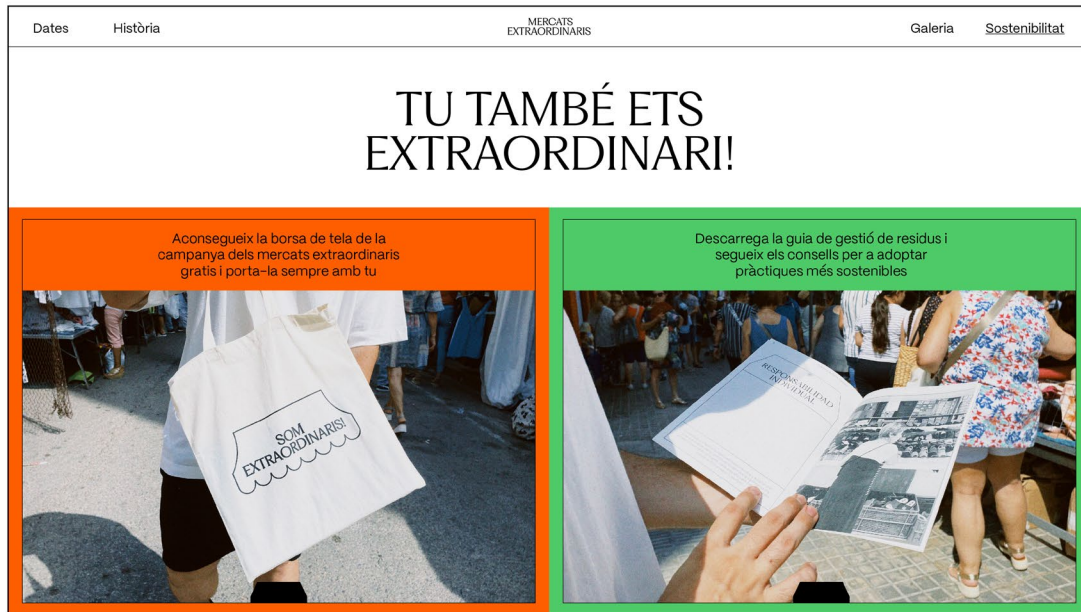 Dates
Història
MERCATS
EXTRAORDINARIS
Galeria
Sostenibilitat
TU TAMBÉ ETS
EXTRAORDINARI!
Aconsegueix la borsa de tela de la
campanya dels mercats extraordinaris
gratis i porta-la sempre amb tu
SOM
EXTRAORDINARIS!
Descarrega la guia de gestió de residus i
segueix els consells per a adoptar
pràctiques més sostenibles
RESPONSABILIDAD
INDIVIDUAL